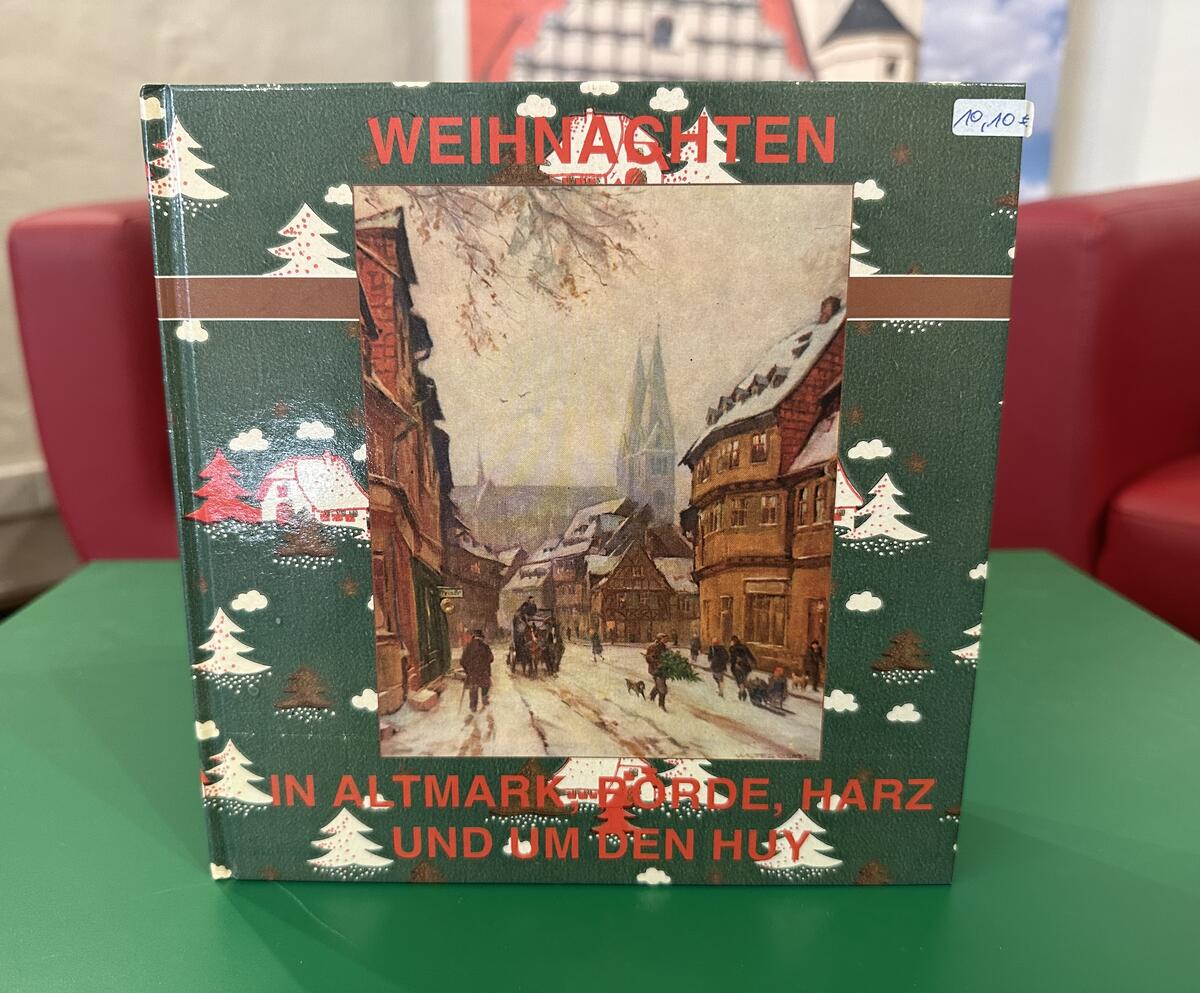 WEIHNACHTEN
10,10 €
IN ALTMARK, BÖRDE, HARZ
UND UM DEN HUY